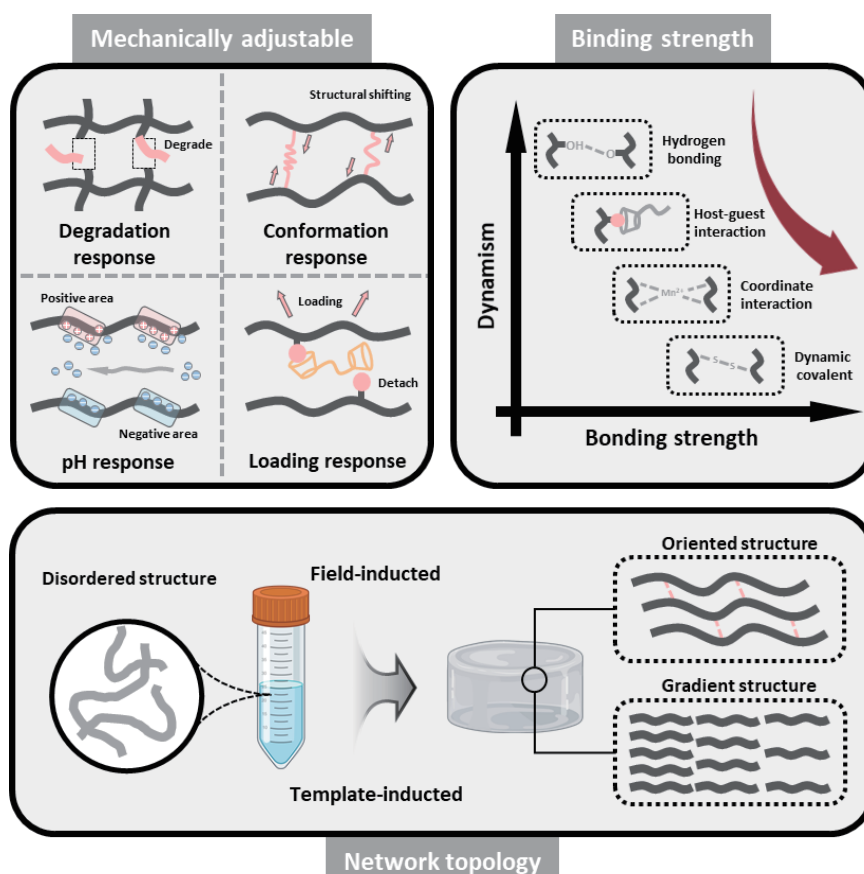 Mechanically adjustable
Structural shifting
Degrade
Degradation
response
Conformation
response
Positive area
Negative area
pH response
Loading
Detach
Loading response
Binding strength
Dynamism
OH
O
Hydrogen
bonding
Host-guest
interaction
Mn²⁺
Coordinate
interaction
S
S
Dynamic
covalent
Bonding strength
Disordered structure
Field-inducted
Template-inducted
Oriented structure
Gradient structure
Network topology